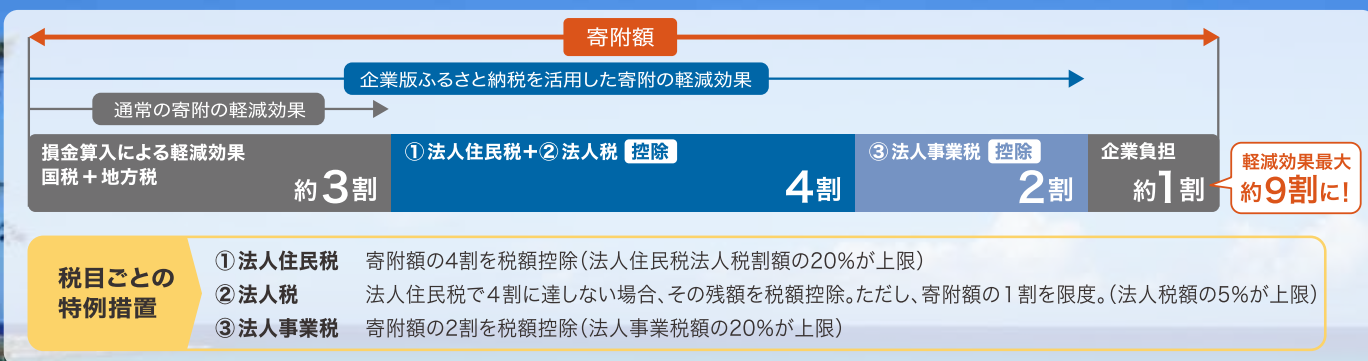 寄附額
企業版ふるさと納税を活用した寄附の軽減効果
通常の寄附の軽減効果
損金算入による軽減効果
国税＋地方税
約3割
①法人住民税＋②法人税 控除
4割
③法人事業税 控除
2割
企業負担
約1割
軽減効果最大
約9割に！
税目ごとの
特例措置
①法人住民税 寄附額の4割を税額控除（法人住民税法人税割額の20%が上限）
②法人税 法人住民税で4割に達しない場合、その残額を税額控除。ただし、寄附額の1割を限度。（法人税額の5%が上限）
③法人事業税 寄附額の2割を税額控除（法人事業税額の20%が上限）